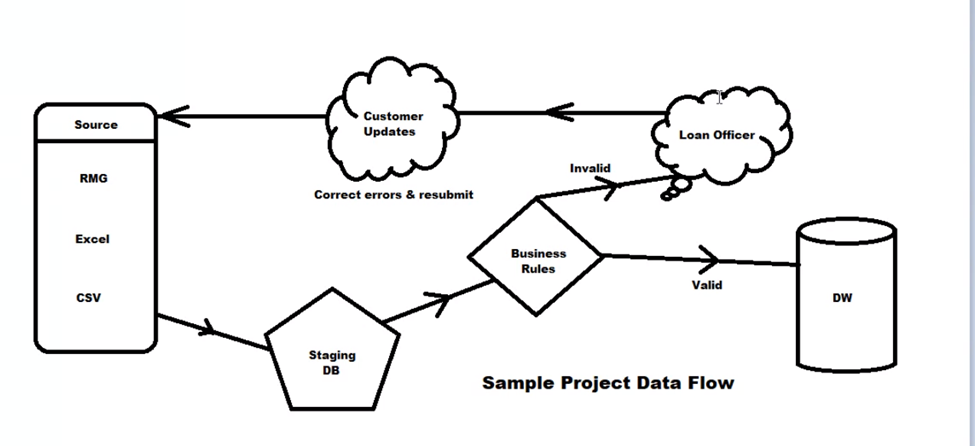 Source
RMG
Excel
CSV
Customer
Updates
Correct errors & resubmit
Loan Officer
Invalid
Business
Rules
Valid
DW
Staging
DB
Sample Project Data Flow